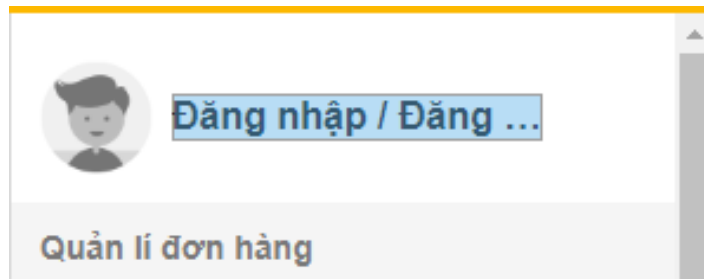 Đăng nhập / Đăng ...
Quản lí đơn hàng